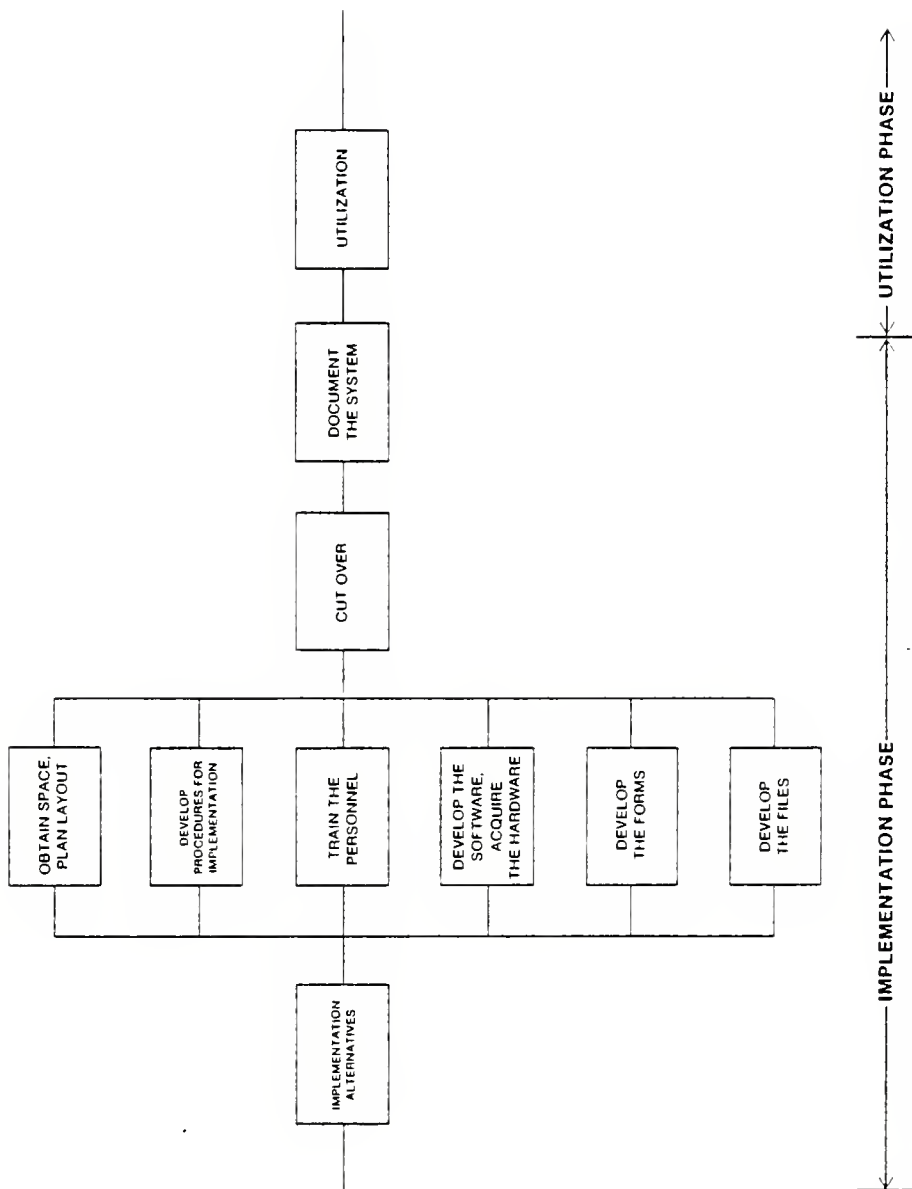 IMPLEMENTATION
ALTERNATIVES
OBTAIN SPACE,
PLAN LAYOUT
DEVELOP
PROCEDURES FOR
IMPLEMENTATION
TRAIN THE
PERSONNEL
DEVELOP THE
SOFTWARE,
ACQUIRE
THE HARDWARE
DEVELOP
THE FORMS
DEVELOP
THE FILES
CUT OVER
DOCUMENT
THE SYSTEM
UTILIZATION
IMPLEMENTATION PHASE
UTILIZATION PHASE